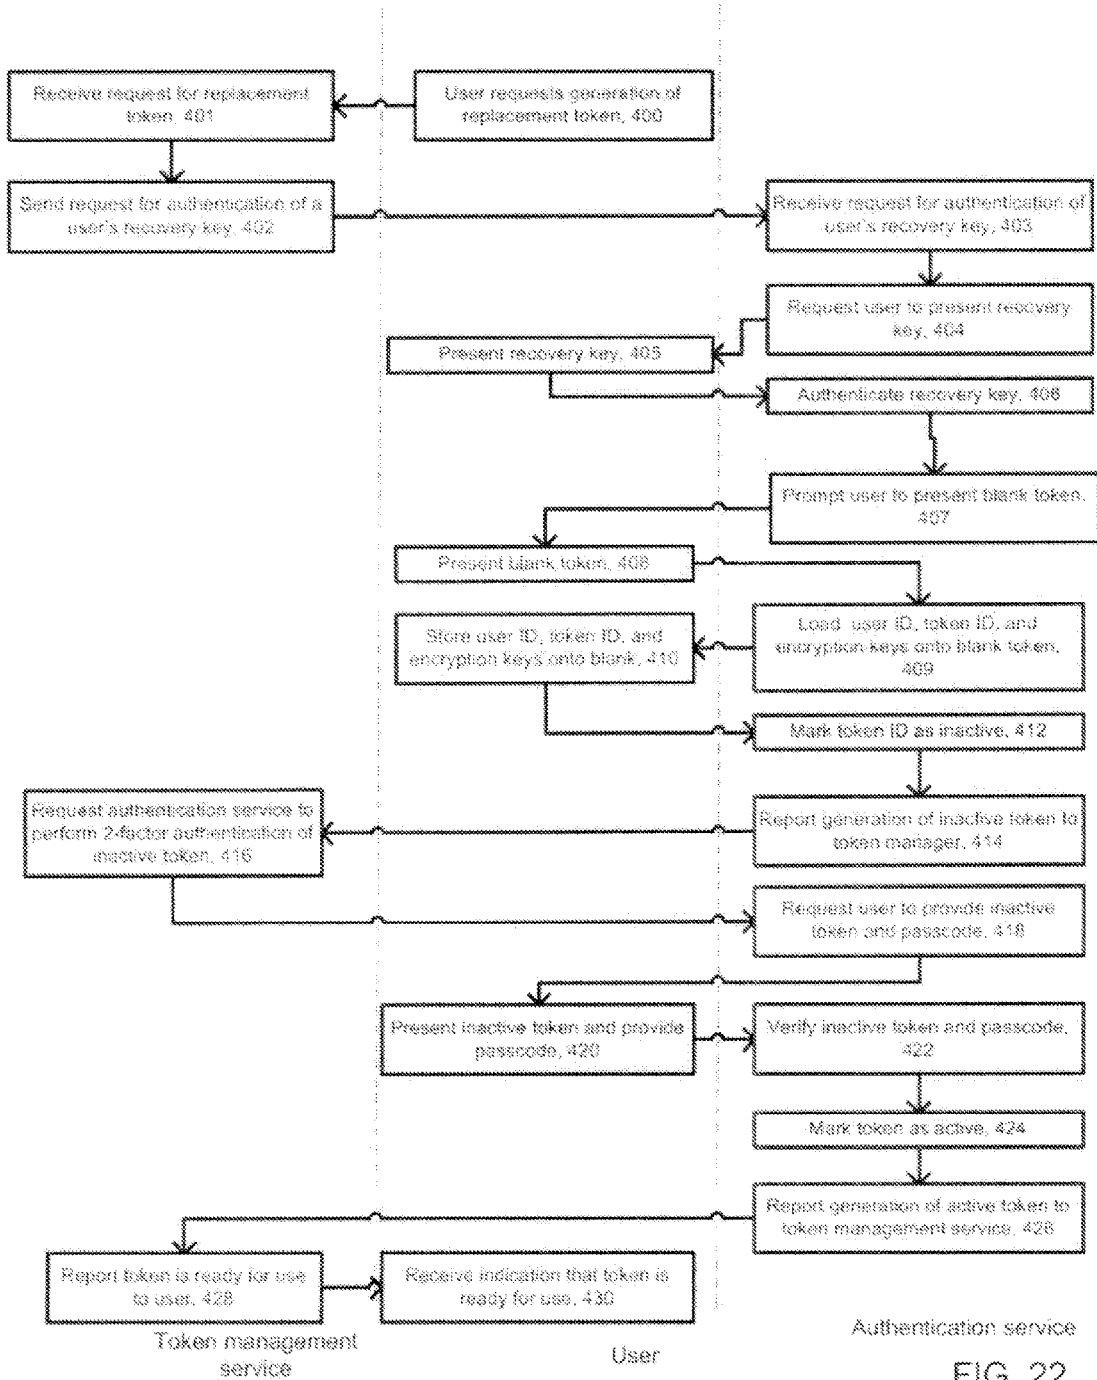 Receive request for replacement
token, 401
User requests generation of
replacement token, 400
Send request for authentication of a
user's recovery key, 402
Receive request for authentication of
user's recovery key, 403
Request user to present recovery
key, 404
Present recovery key, 405
Authenticate recovery key, 406
Prompt user to present blank token,
407
Present blank token, 408
Store user ID, token ID, and
encryption keys onto blank, 410
Load user ID, token ID, and
encryption keys onto blank token,
409
Mark token ID as inactive, 412
Request authentication service to
perform 2-factor authentication of
inactive token, 416
Report generation of inactive token to
token manager, 414
Request user to provide inactive
token and passcode, 418
Present inactive token and provide
passcode, 420
Verify inactive token and passcode,
422
Mark token as active, 424
Report generation of active token to
token management service, 426
Report token is ready for use
to user, 428
Receive indication that token is
ready for use, 430
Token management
service
User
Authentication service
FIG. 22